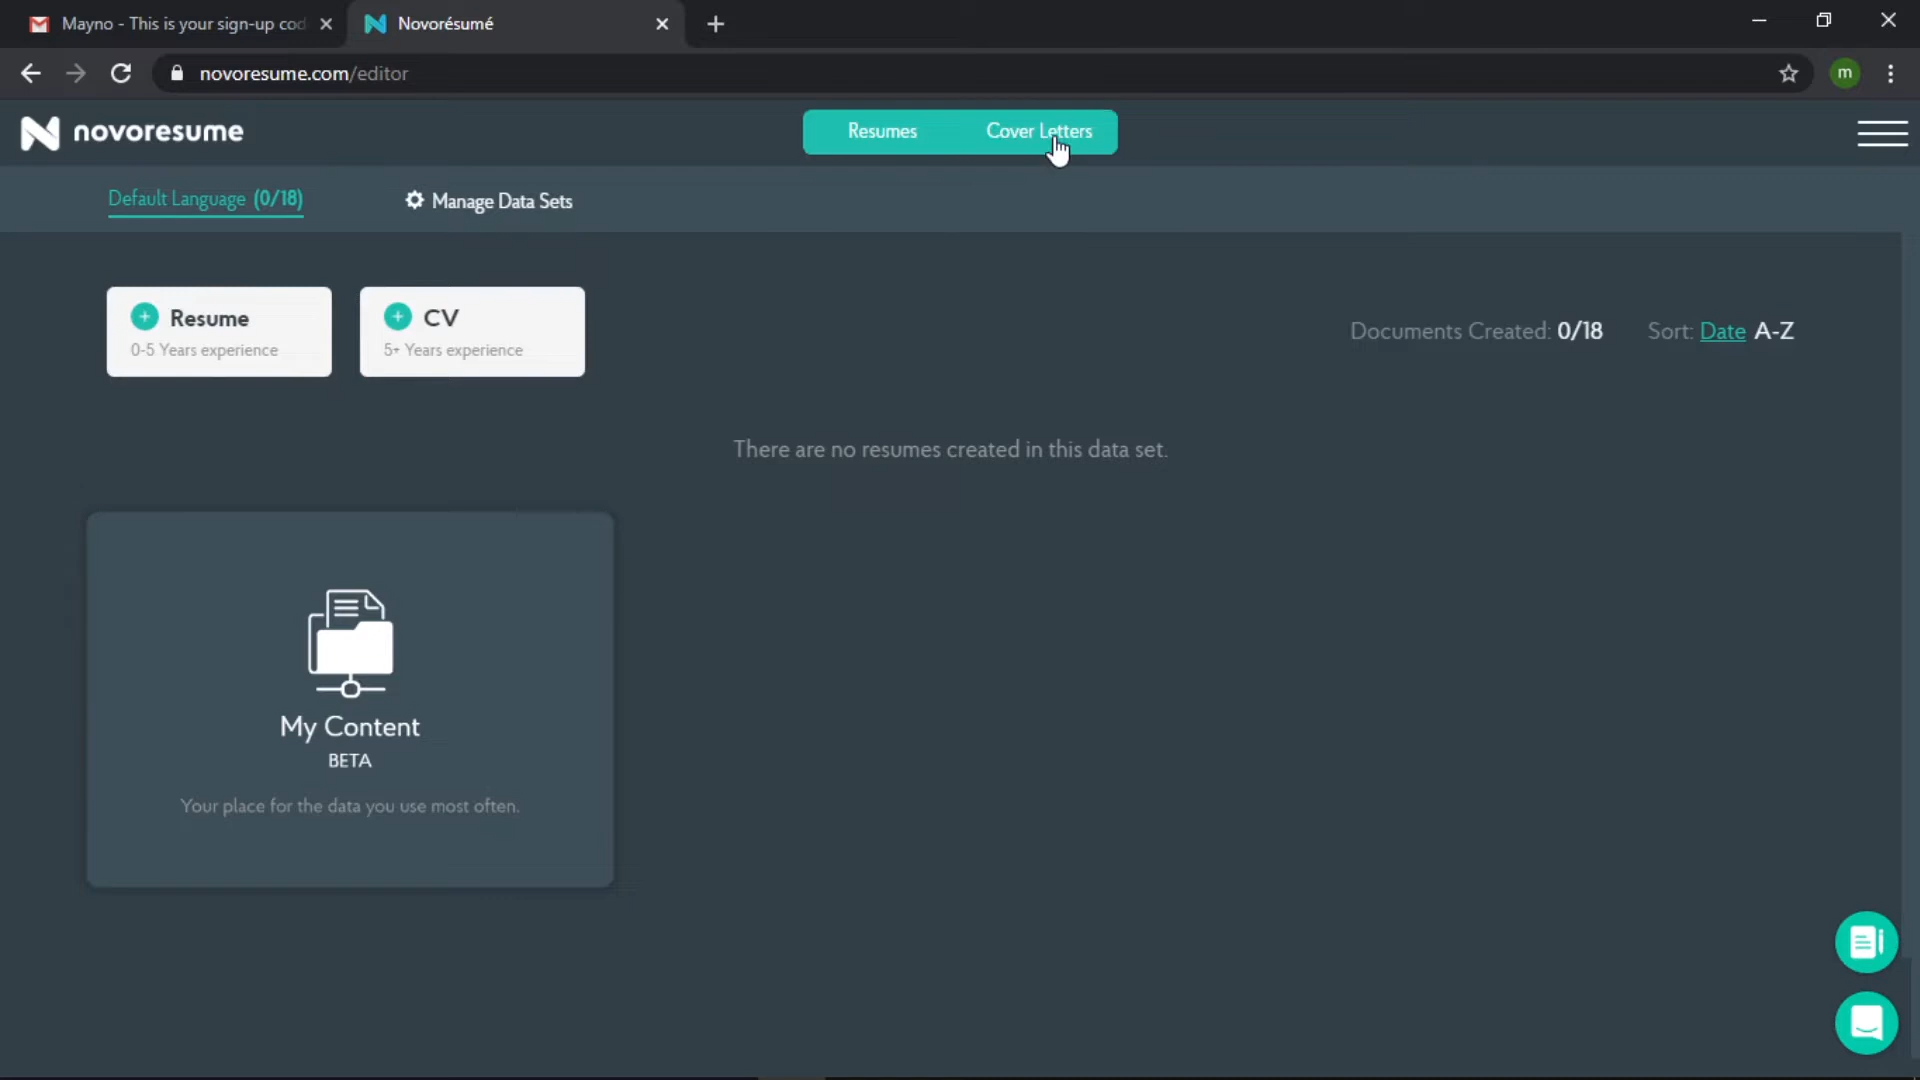 Mayno - This is your sign-up cod
Novorésumé
novoresume.com/editor
m
novoresume
Resumes
Cover Letters
Default Language (0/18)
Manage Data Sets
Resume
0-5 Years experience
CV
5+ Years experience
Documents Created: 0/18
Sort: Date A-Z
There are no resumes created in this data set.
My Content
BETA
Your place for the data you use most often.